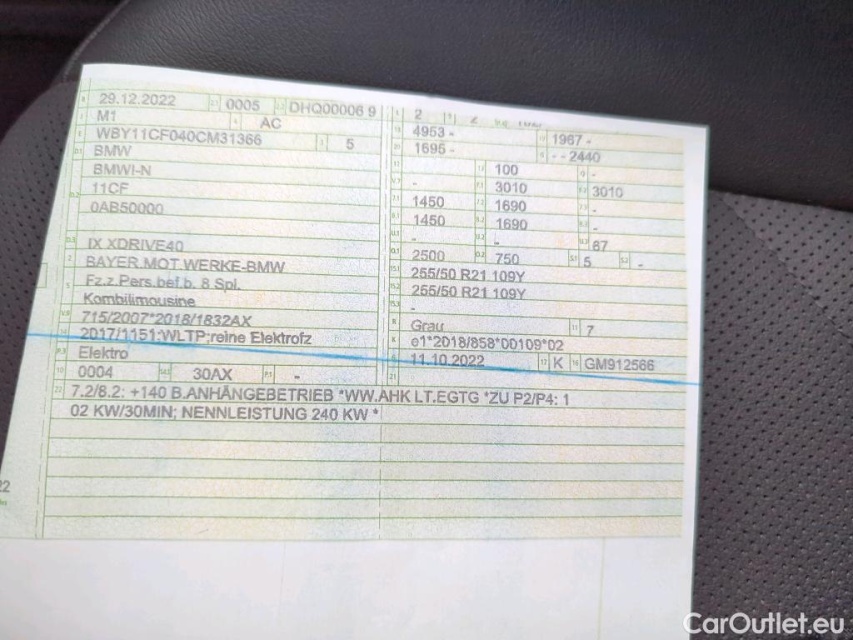 29.12.2022 0005 DHQ00006 9
M1 AC
WBY11CF040CM31366 5
BMW
BMWI-N
11CF
0AB50000
IX XDRIVE40
BAYER.MOT.WERKE-BMW
Fz.z.Pers.bef.b. 8 Spl.
Kombilimousine
715/2007*2018/1832AX
2017/1151;WLTP;reine Elektrofz
Elektro
0004 30AX -
2 2
4953 - 1967 -
1695 - - - 2440
100 -
- 3010 3010
1450 1690 -
1450 1690 -
- - 67
2500 750 5 -
255/50 R21 109Y
255/50 R21 109Y
-
Grau 7
e1*2018/858*00109*02
11.10.2022 K GM912566
7.2/8.2: +140 B.ANHÄNGEBETRIEB *WW.AHK LT.EGTG *ZU P2/P4: 1
02 KW/30MIN; NENNLEISTUNG 240 KW *
CarOutlet.eu